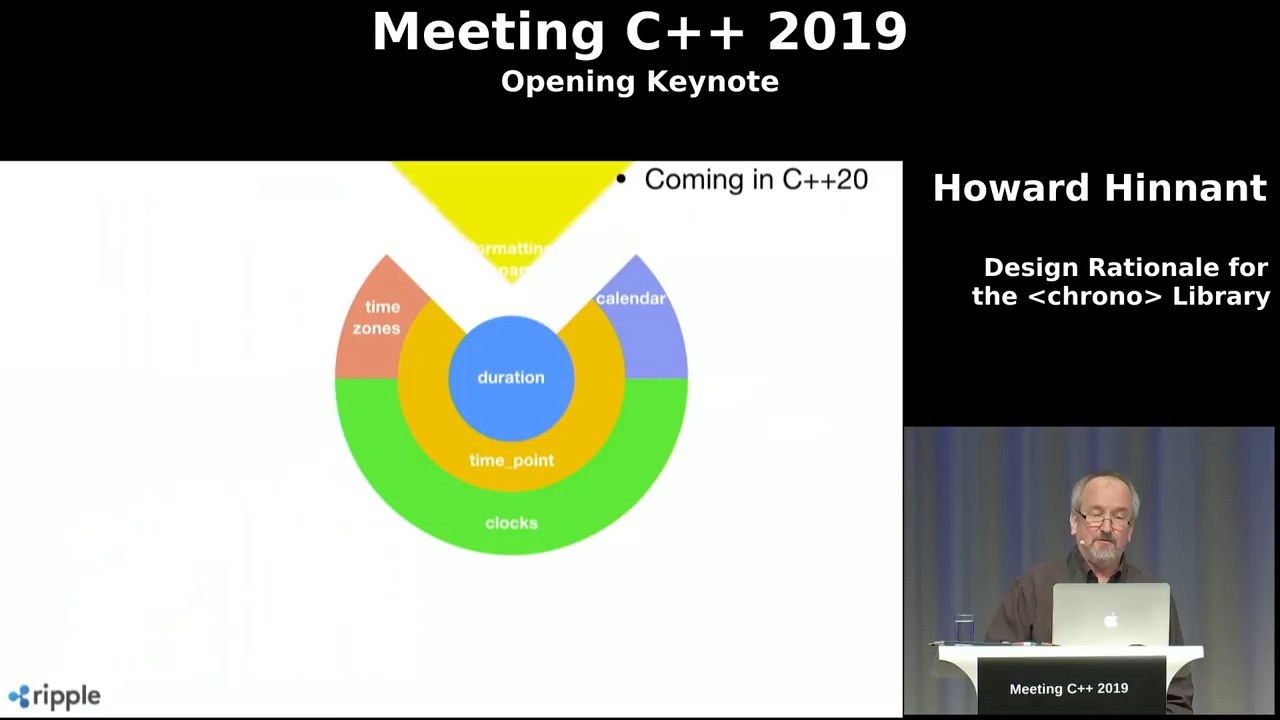 Meeting C++ 2019
Opening Keynote
• Coming in C++20
time
zones
calendar
duration
time_point
clocks
ripple
Howard Hinnant
Design Rationale for
the <chrono> Library
Meeting C++ 2019